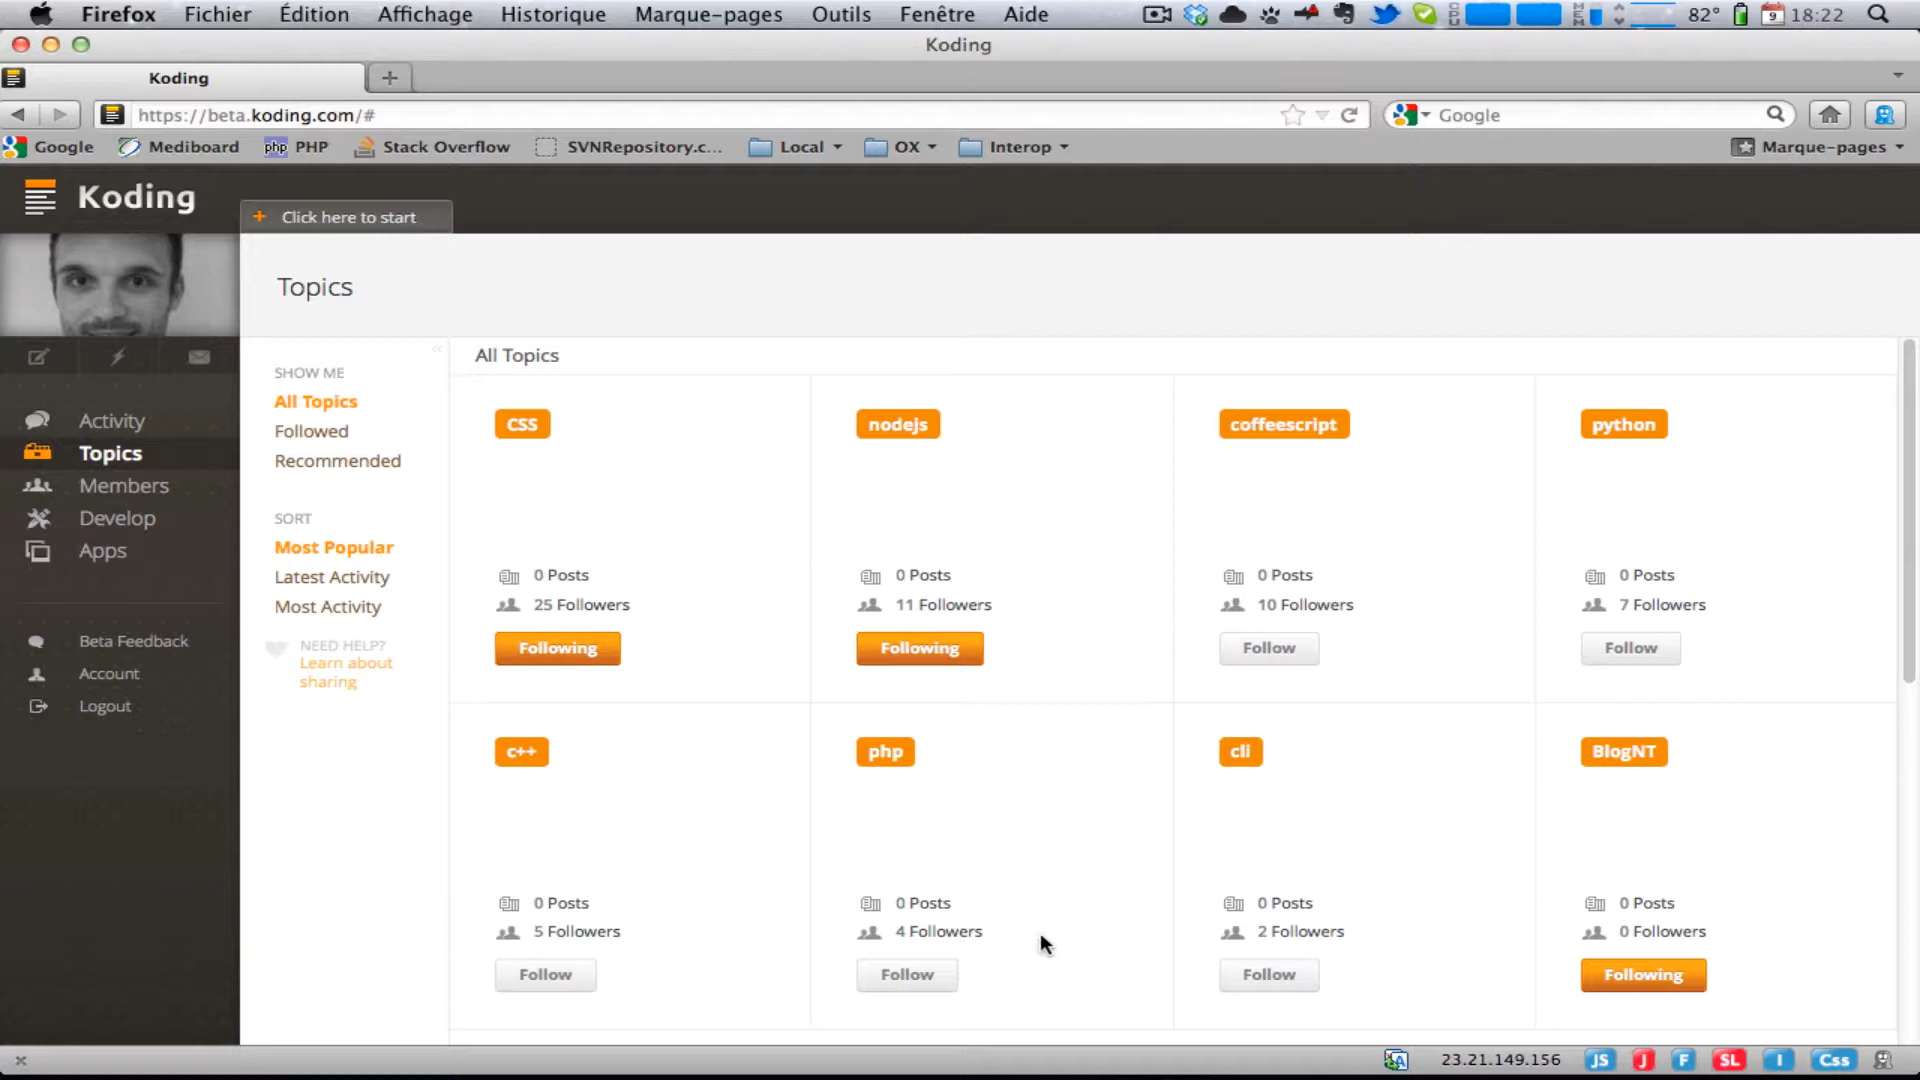 Firefox Fichier Édition Affichage Historique Marque-pages Outils Fenêtre Aide CPU MEM 82° 9 18:22
Koding
Koding
https://beta.koding.com/#
Google
Google Mediboard php PHP Stack Overflow SVNRepository.c... Local OX Interop Marque-pages
Koding
+ Click here to start
Topics
SHOW ME
All Topics
Followed
Recommended
SORT
Most Popular
Latest Activity
Most Activity
NEED HELP?
Learn about
sharing
Activity
Topics
Members
Develop
Apps
Beta Feedback
Account
Logout
All Topics
CSS nodejs coffeescript python
0 Posts 0 Posts 0 Posts 0 Posts
25 Followers 11 Followers 10 Followers 7 Followers
Following Following Follow Follow
c++ php cli BlogNT
0 Posts 0 Posts 0 Posts 0 Posts
5 Followers 4 Followers 2 Followers 0 Followers
Follow Follow Follow Following
23.21.149.156 JS J F SL I Css